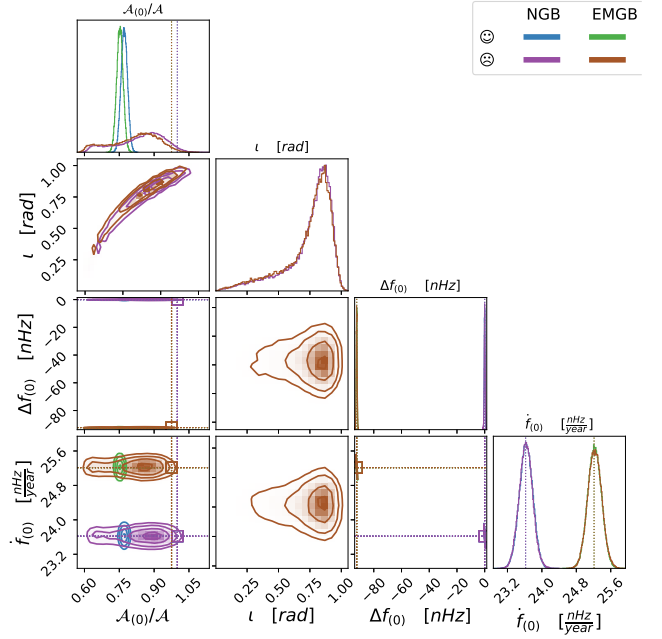 𝒜(0)/𝒜
NGB EMGB
☺
☹
ι [rad]
1.00
0.75
0.50
0.25
ι [rad]
Δf(0) [nHz]
0
−20
−40
−60
−80
Δf(0) [nHz]
ḟ(0) [nHz/year]
25.6
24.8
24.0
23.2
ḟ(0) [nHz/year]
0.60 0.75 0.90 1.05
0.25 0.50 0.75 1.00
−80 −60 −40 −20 0
23.2 24.0 24.8 25.6
𝒜(0)/𝒜 ι [rad] Δf(0) [nHz] ḟ(0) [nHz/year]